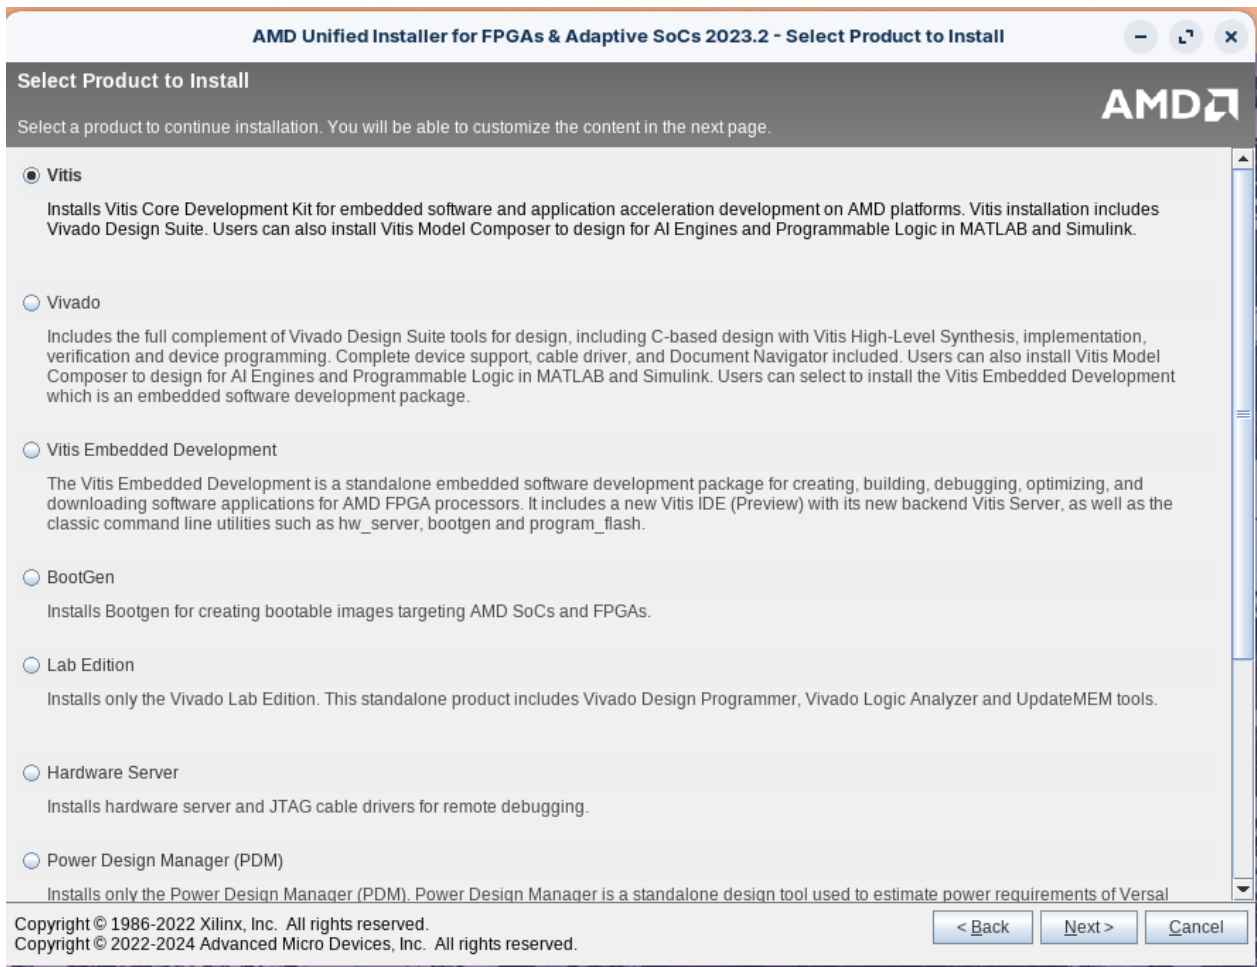 AMD Unified Installer for FPGAs & Adaptive SoCs 2023.2 - Select Product to Install
Select Product to Install
AMD
Select a product to continue installation. You will be able to customize the content in the next page.
Vitis
Installs Vitis Core Development Kit for embedded software and application acceleration development on AMD platforms. Vitis installation includes
Vivado Design Suite. Users can also install Vitis Model Composer to design for AI Engines and Programmable Logic in MATLAB and Simulink.
Vivado
Includes the full complement of Vivado Design Suite tools for design, including C-based design with Vitis High-Level Synthesis, implementation,
verification and device programming. Complete device support, cable driver, and Document Navigator included. Users can also install Vitis Model
Composer to design for AI Engines and Programmable Logic in MATLAB and Simulink. Users can select to install the Vitis Embedded Development
which is an embedded software development package.
Vitis Embedded Development
The Vitis Embedded Development is a standalone embedded software development package for creating, building, debugging, optimizing, and
downloading software applications for AMD FPGA processors. It includes a new Vitis IDE (Preview) with its new backend Vitis Server, as well as the
classic command line utilities such as hw_server, bootgen and program_flash.
BootGen
Installs Bootgen for creating bootable images targeting AMD SoCs and FPGAs.
Lab Edition
Installs only the Vivado Lab Edition. This standalone product includes Vivado Design Programmer, Vivado Logic Analyzer and UpdateMEM tools.
Hardware Server
Installs hardware server and JTAG cable drivers for remote debugging.
Power Design Manager (PDM)
Installs only the Power Design Manager (PDM). Power Design Manager is a standalone design tool used to estimate power requirements of Versal
Copyright © 1986-2022 Xilinx, Inc. All rights reserved.
Copyright © 2022-2024 Advanced Micro Devices, Inc. All rights reserved.
< Back
Next >
Cancel